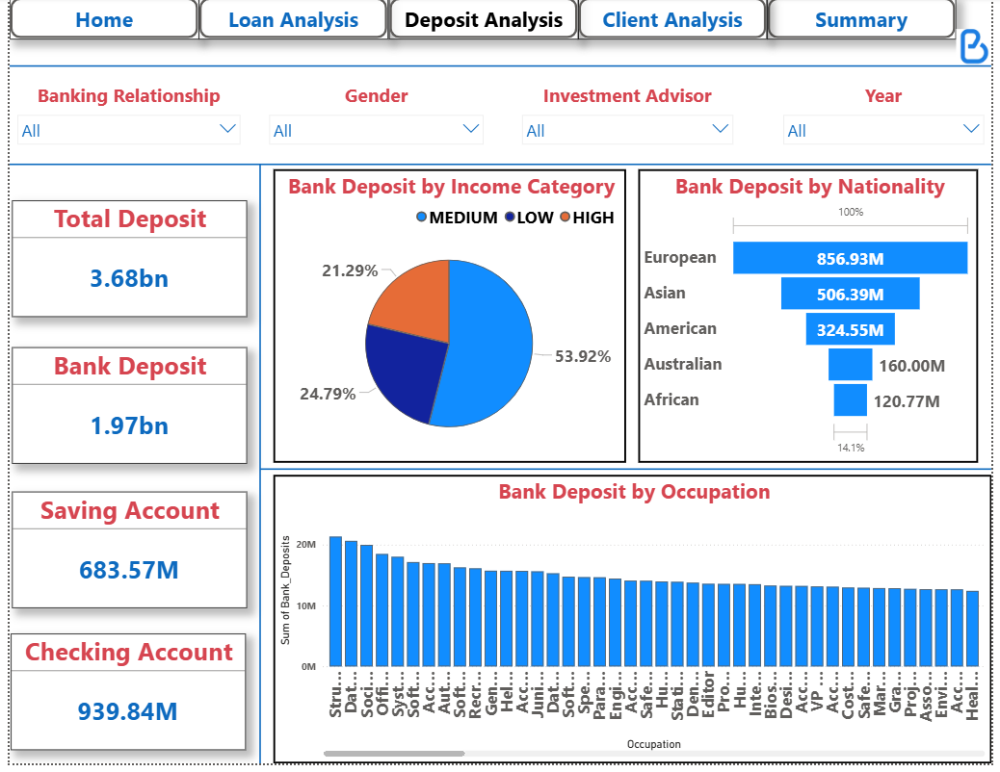 Home
Loan Analysis
Deposit Analysis
Client Analysis
Summary
Banking Relationship
Gender
Investment Advisor
Year
All
All
All
All
Total Deposit
3.68bn
Bank Deposit
1.97bn
Saving Account
683.57M
Checking Account
939.84M
Bank Deposit by Income Category
MEDIUM LOW HIGH
21.29%
53.92%
24.79%
Bank Deposit by Nationality
100%
European 856.93M
Asian 506.39M
American 324.55M
Australian 160.00M
African 120.77M
14.1%
Bank Deposit by Occupation
Sum of Bank_Deposits
20M
10M
0M
Stru...
Dat...
Soci...
Offi...
Syst...
Soft...
Acc...
Aut...
Soft...
Recr...
Gen...
Hel...
Acc...
Juni...
Dat...
Soft...
Spe...
Para...
Engi...
Acc...
Safe...
Hu...
Stati...
Den...
Editor
Pro...
Hu...
Inte...
Bios...
Desi...
Acc...
VP ...
Acc...
Cost...
Safe...
Mar...
Gra...
Proj...
Asso...
Envi...
Acc...
Heal...
Occupation